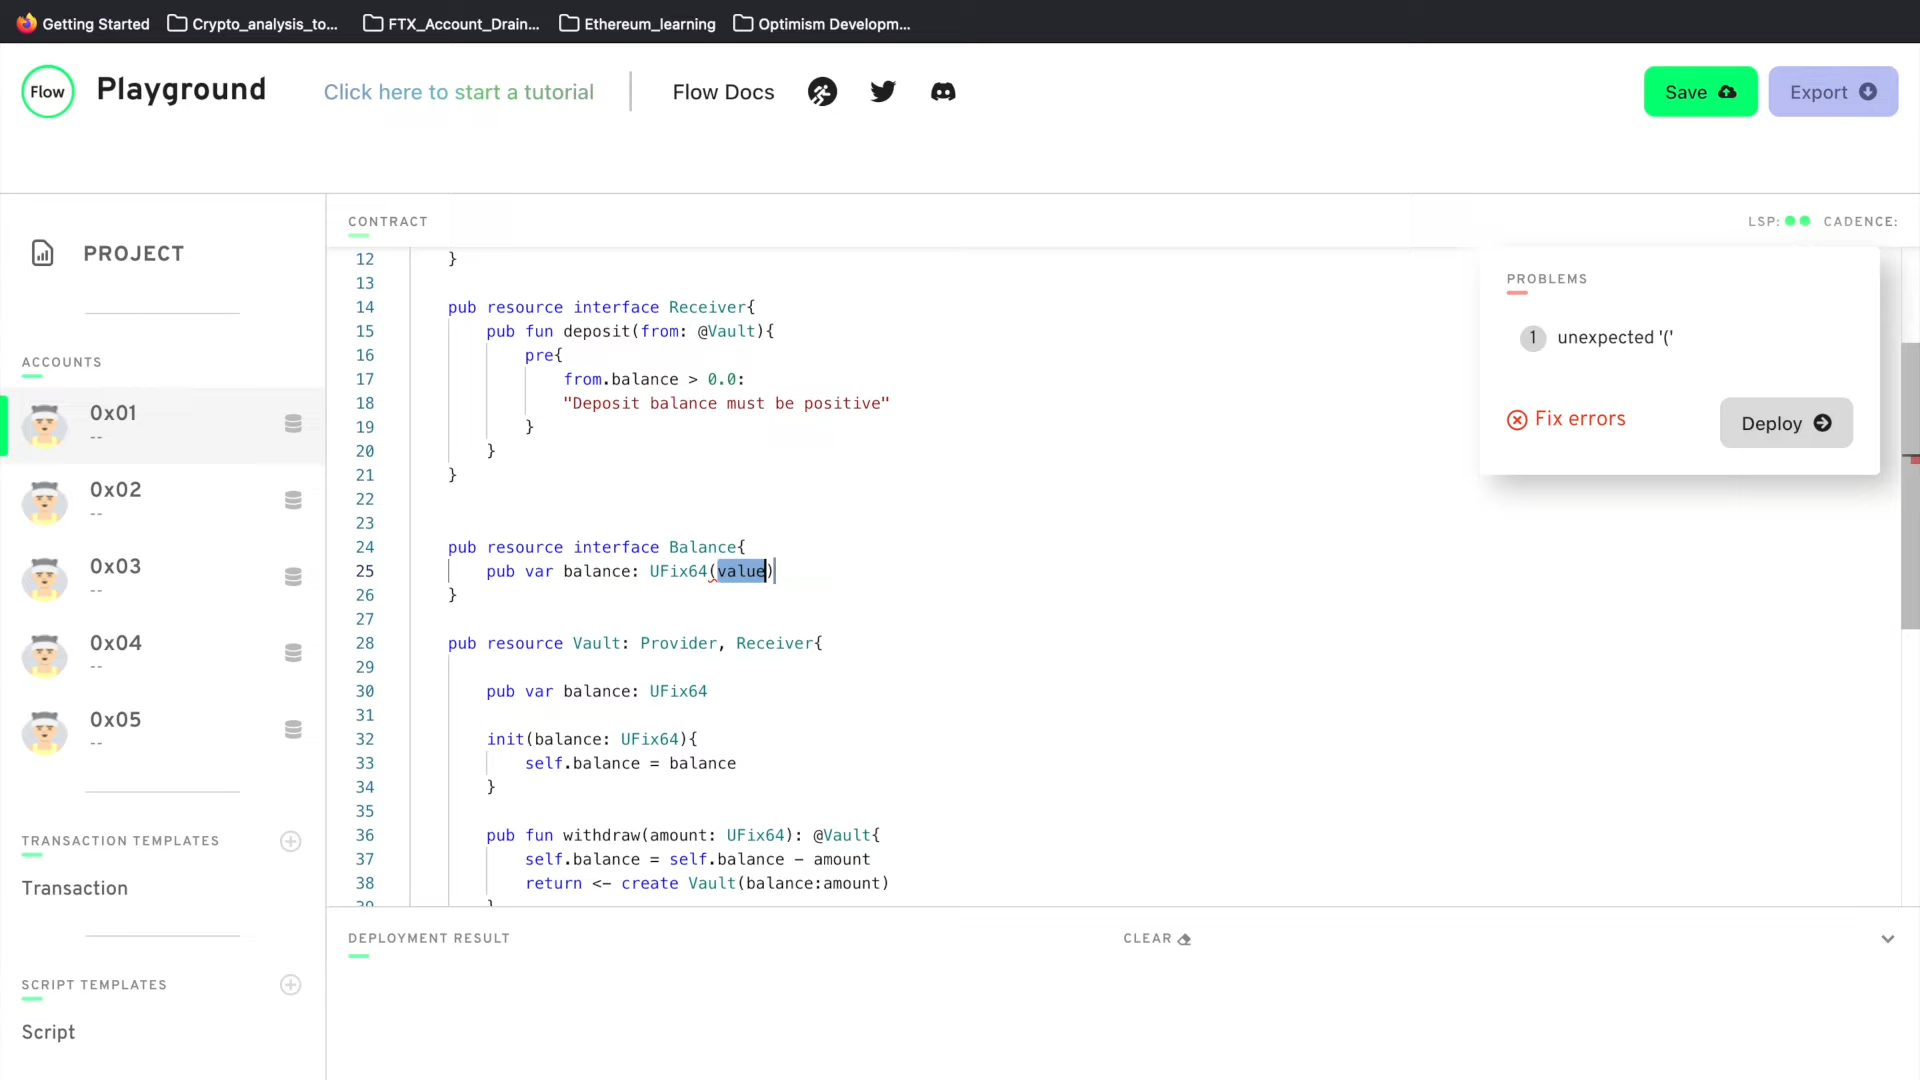 Getting Started Crypto_analysis_to... FTX_Account_Drain... Ethereum_learning Optimism Developm...
Flow Playground Click here to start a tutorial Flow Docs Save Export
CONTRACT LSP: CADENCE:
PROJECT
ACCOUNTS
0x01
--
0x02
--
0x03
--
0x04
--
0x05
--
TRANSACTION TEMPLATES
Transaction
SCRIPT TEMPLATES
Script
12 }
13
14 pub resource interface Receiver{
15 pub fun deposit(from: @Vault){
16 pre{
17 from.balance > 0.0:
18 "Deposit balance must be positive"
19 }
20 }
21 }
22
23
24 pub resource interface Balance{
25 pub var balance: UFix64(value)
26 }
27
28 pub resource Vault: Provider, Receiver{
29
30 pub var balance: UFix64
31
32 init(balance: UFix64){
33 self.balance = balance
34 }
35
36 pub fun withdraw(amount: UFix64): @Vault{
37 self.balance = self.balance - amount
38 return <- create Vault(balance:amount)
39 }
PROBLEMS
1 unexpected '('
Fix errors Deploy
DEPLOYMENT RESULT CLEAR